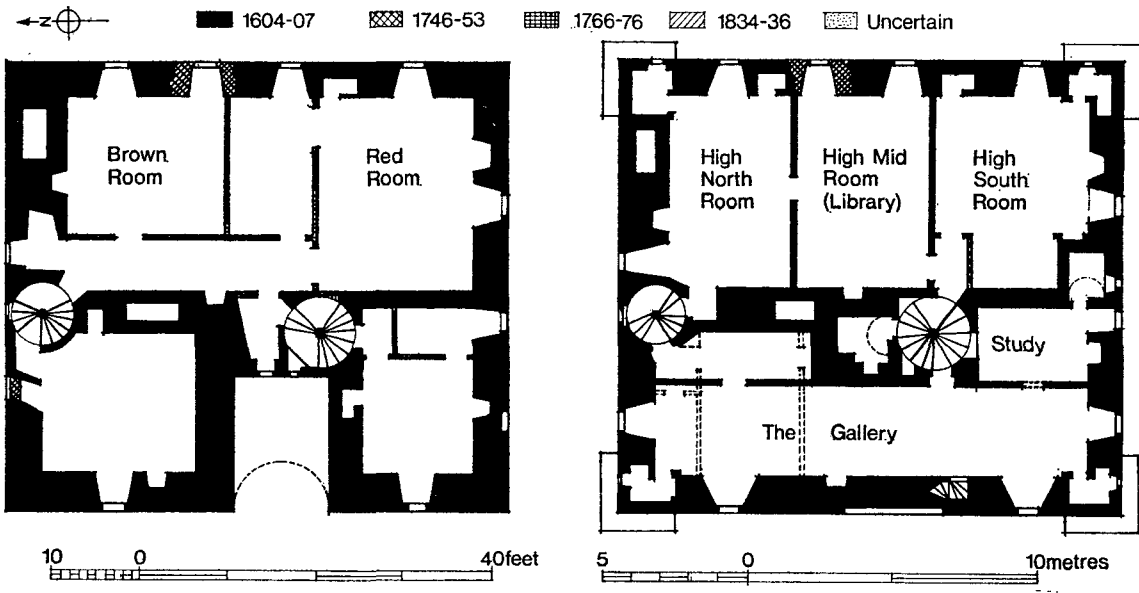 N
1604-07
1746-53
1766-76
1834-36
Uncertain
Brown
Room
Red
Room
High
North
Room
High Mid
Room
(Library)
High
South
Room
Study
The Gallery
10 0 40feet
5 0 10metres